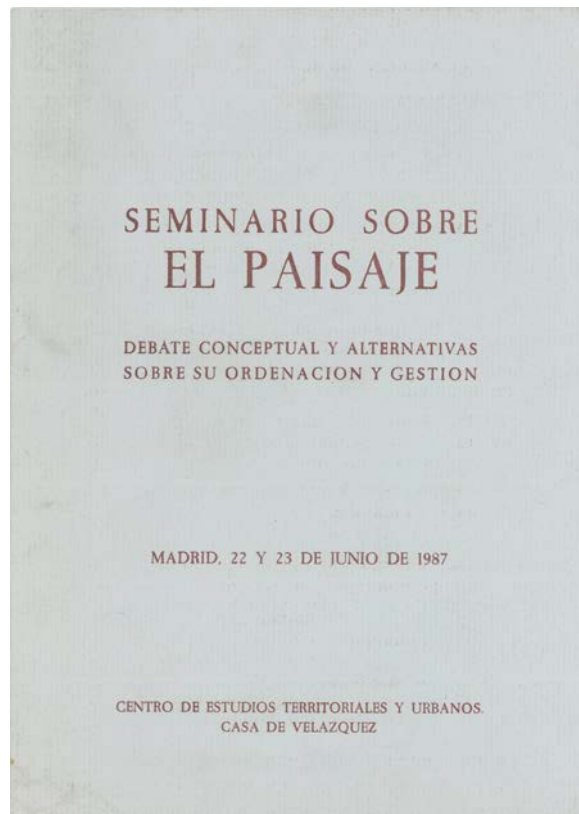 SEMINARIO SOBRE
EL PAISAJE
DEBATE CONCEPTUAL Y ALTERNATIVAS
SOBRE SU ORDENACION Y GESTION
MADRID, 22 Y 23 DE JUNIO DE 1987
CENTRO DE ESTUDIOS TERRITORIALES Y URBANOS.
CASA DE VELAZQUEZ